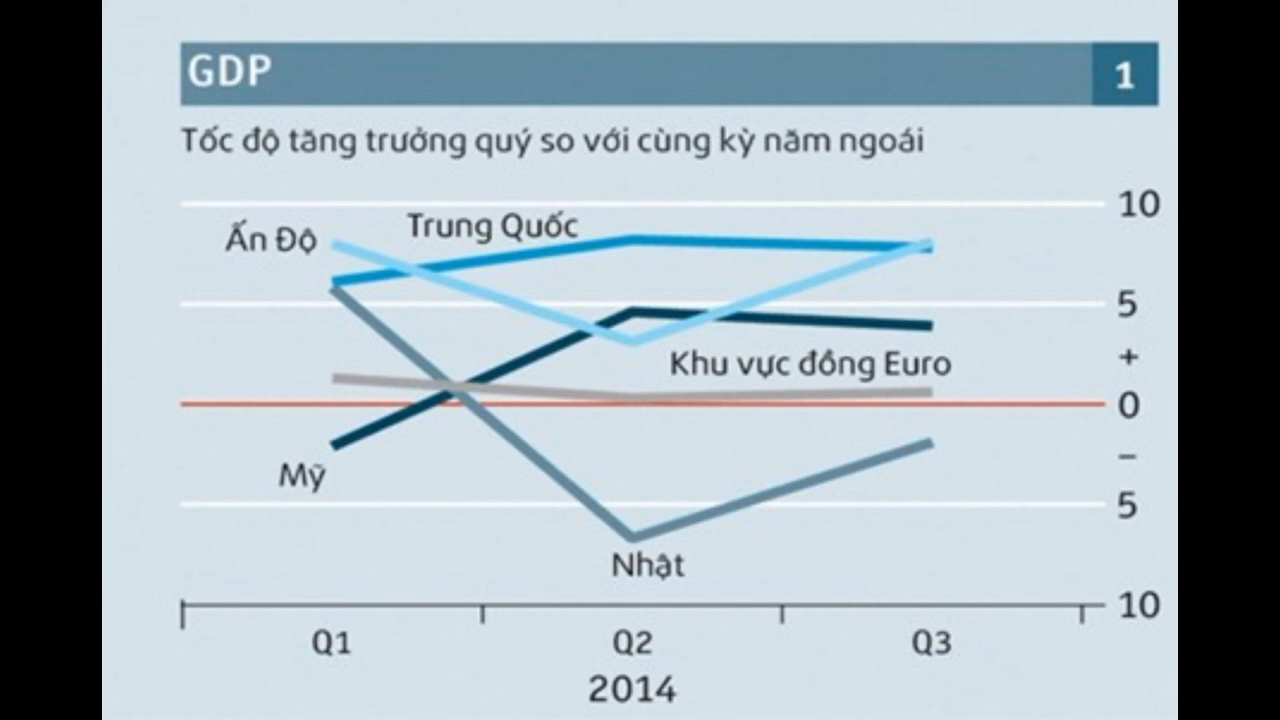 GDP 1
Tốc độ tăng trưởng quý so với cùng kỳ năm ngoái
10
Ấn Độ
Trung Quốc
5
+
Khu vực đồng Euro
0
–
Mỹ
5
Nhật
10
Q1 Q2 Q3
2014